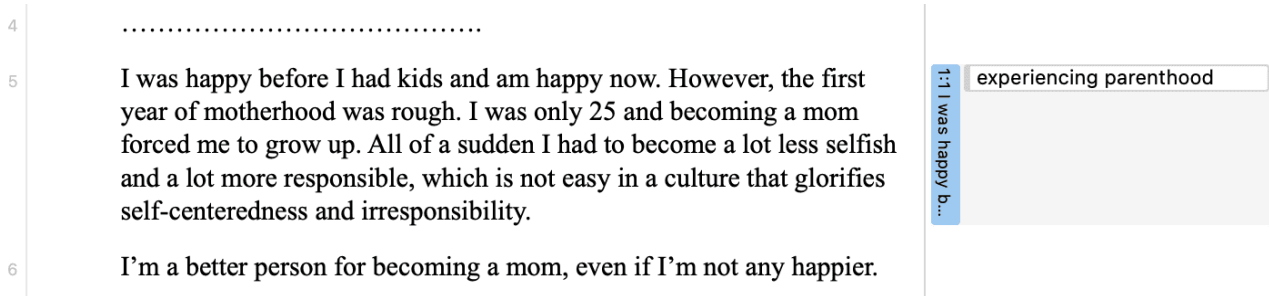 4
.......................................
5
I was happy before I had kids and am happy now. However, the first
year of motherhood was rough. I was only 25 and becoming a mom
forced me to grow up. All of a sudden I had to become a lot less selfish
and a lot more responsible, which is not easy in a culture that glorifies
self-centeredness and irresponsibility.
6
I’m a better person for becoming a mom, even if I’m not any happier.
1:1 I was happy b...
experiencing parenthood